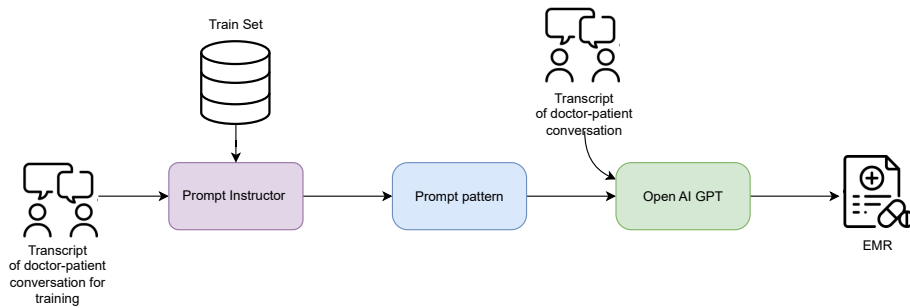 Train Set
Transcript
of doctor-patient
conversation
Prompt Instructor
Prompt pattern
Open AI GPT
EMR
Transcript
of doctor-patient
conversation for
training